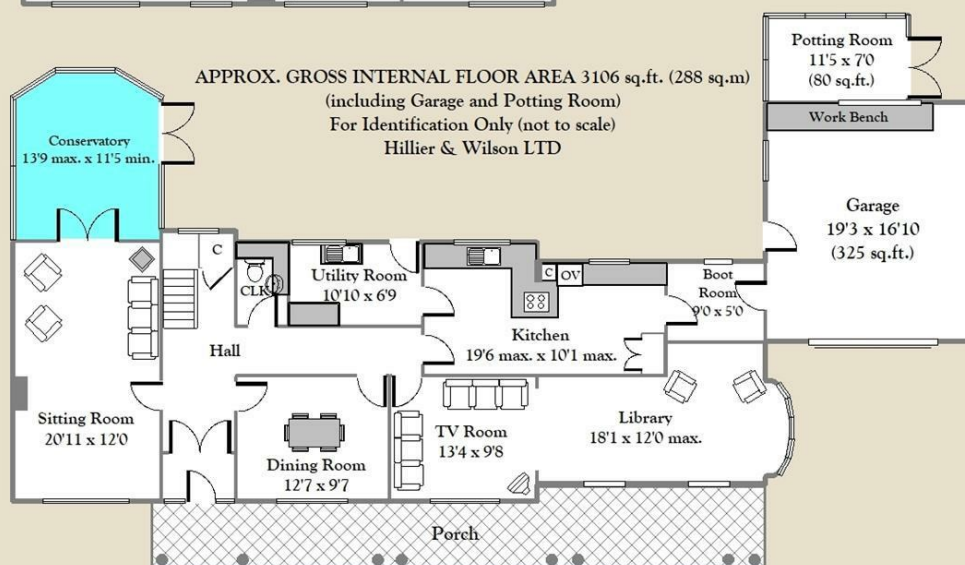 Potting Room
11'5 x 7'0
(80 sq.ft.)
APPROX. GROSS INTERNAL FLOOR AREA 3106 sq.ft. (288 sq.m)
(including Garage and Potting Room)
For Identification Only (not to scale)
Hillier & Wilson LTD
Work Bench
Conservatory
13'9 max. x 11'5 min.
Garage
19'3 x 16'10
(325 sq.ft.)
C
CLK
Utility Room
10'10 x 6'9
C
OV
Boot
Room
9'0 x 5'0
Kitchen
19'6 max. x 10'1 max.
Hall
Sitting Room
20'11 x 12'0
Dining Room
12'7 x 9'7
TV Room
13'4 x 9'8
Library
18'1 x 12'0 max.
Porch